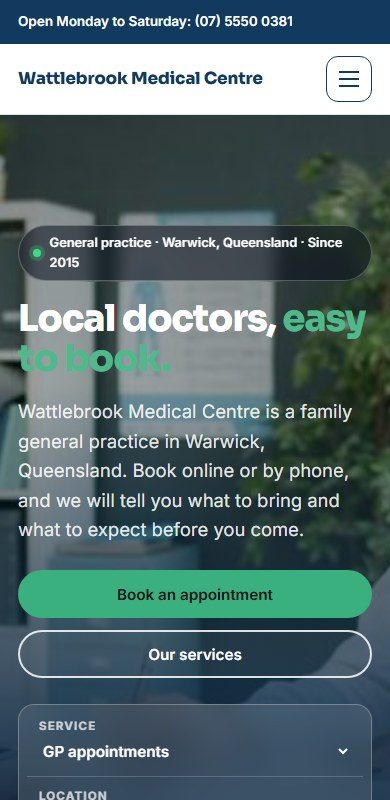 Open Monday to Saturday: (07) 5550 0381
Wattlebrook Medical Centre
General practice · Warwick, Queensland · Since
2015
Local doctors, easy
to book.
Wattlebrook Medical Centre is a family
general practice in Warwick,
Queensland. Book online or by phone,
and we will tell you what to bring and
what to expect before you come.
Book an appointment
Our services
SERVICE
GP appointments
LOCATION